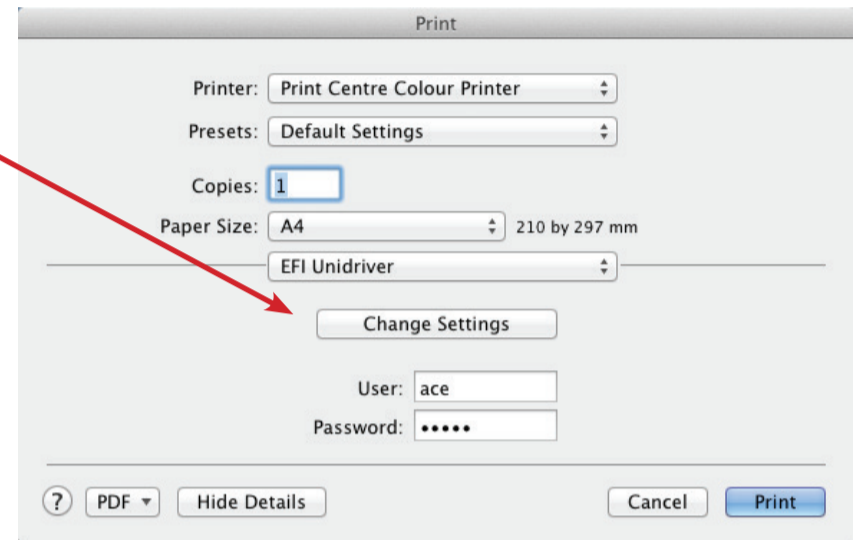 Print
Printer: Print Centre Colour Printer
Presets: Default Settings
Copies: 1
Paper Size: A4 210 by 297 mm
EFI Unidriver
Change Settings
User: ace
Password: •••••
? PDF Hide Details Cancel Print